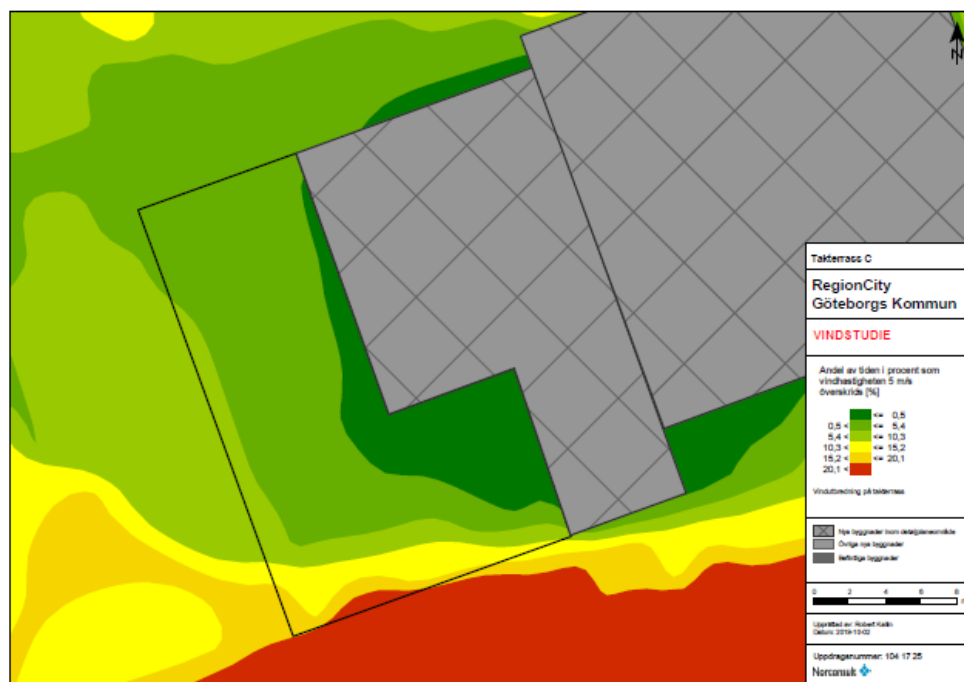 N
Takterrass C
RegionCity
Göteborgs Kommun
VINDSTUDIE
Andel av tiden i procent som
vindhastigheten 5 m/s
överskrids [%]
<= 0,5
0,5 < <= 5,4
5,4 < <= 10,3
10,3 < <= 15,2
15,2 < <= 20,1
20,1 <
Vindutbredning på takterrass
Nya byggnader inom detaljplaneområde
Övriga nya byggnader
Befintliga byggnader
0 2 4 6 8
Upprättad av: Robert
Datum: 2019-10-02
Uppdragsnummer: 104 17 25
Norconsult